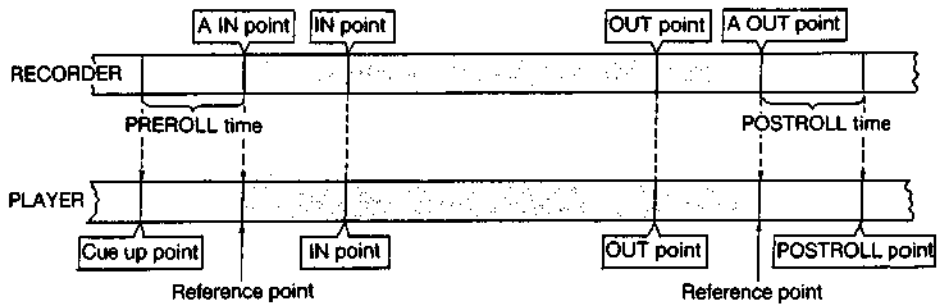 A IN point IN point OUT point A OUT point
RECORDER
PREROLL time POSTROLL time
PLAYER
Cue up point IN point OUT point POSTROLL point
Reference point Reference point